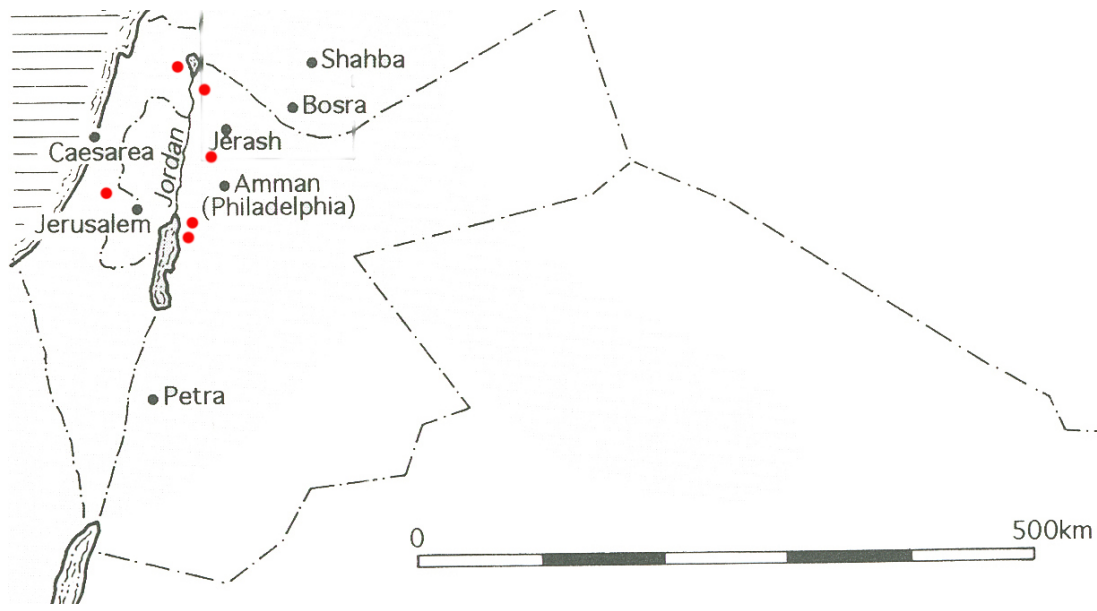 Shahba
Bosra
Jerash
Caesarea
Jordan
Amman
(Philadelphia)
Jerusalem
Petra
0
500km